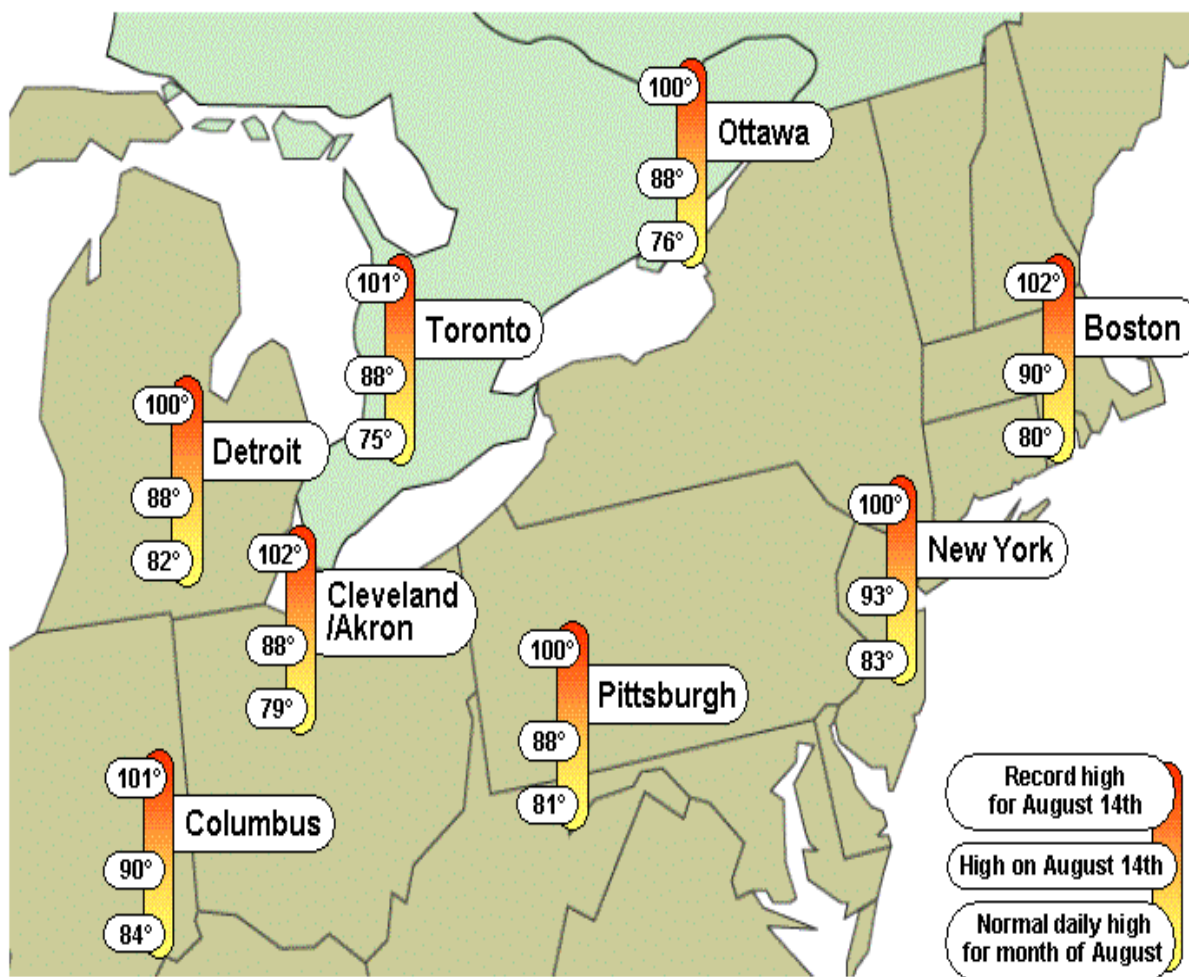 100°
Ottawa
88°
76°
101°
Toronto
88°
75°
102°
Boston
90°
80°
100°
Detroit
88°
82°
100°
New York
93°
83°
102°
Cleveland
/Akron
88°
79°
100°
Pittsburgh
88°
81°
101°
Columbus
90°
84°
Record high
for August 14th
High on August 14th
Normal daily high
for month of August